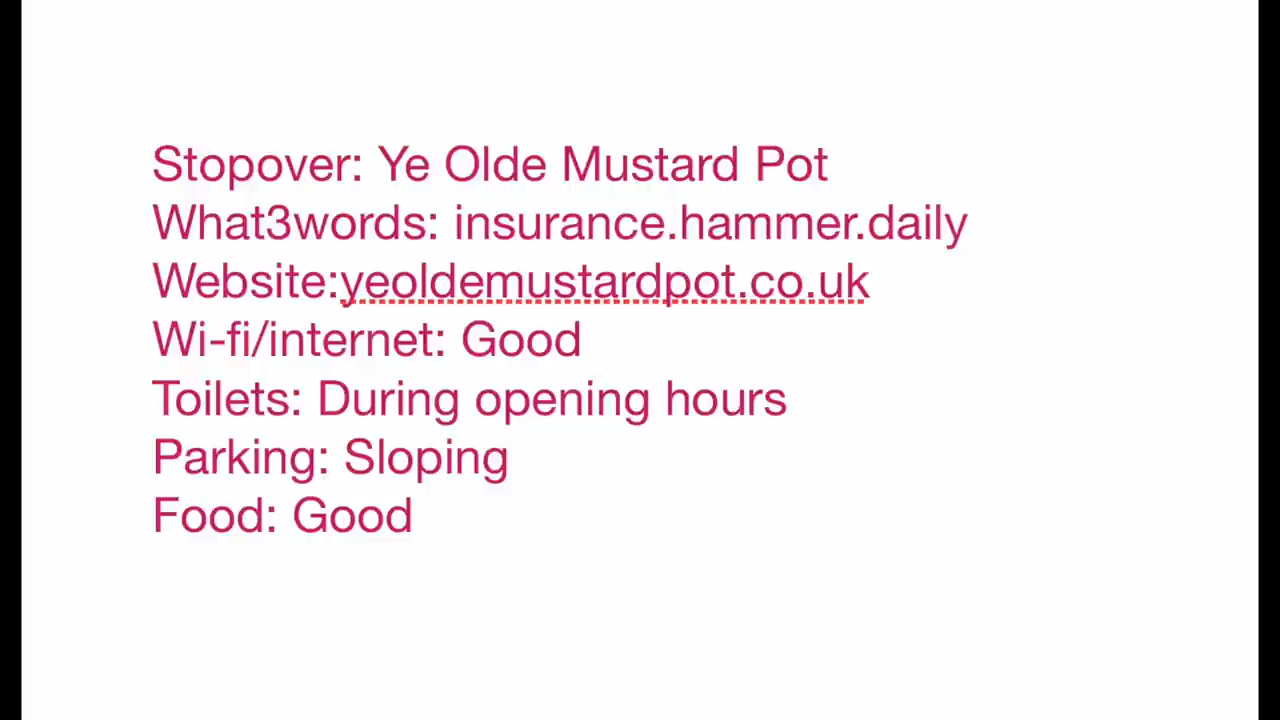 Stopover: Ye Olde Mustard Pot
What3words: insurance.hammer.daily
Website:yeoldemustardpot.co.uk
Wi-fi/internet: Good
Toilets: During opening hours
Parking: Sloping
Food: Good